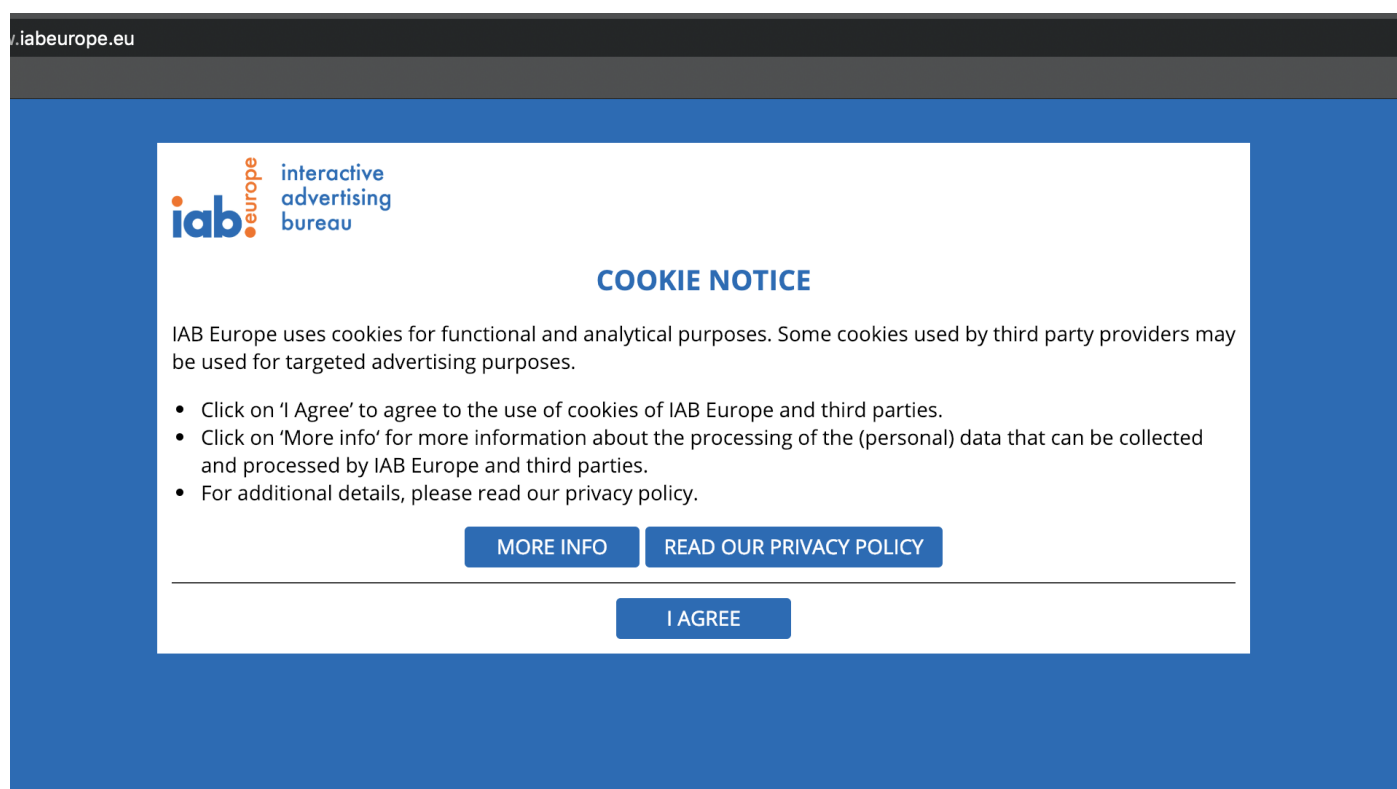 .iabeurope.eu
iab europe
interactive
advertising
bureau
COOKIE NOTICE
IAB Europe uses cookies for functional and analytical purposes. Some cookies used by third party providers may
be used for targeted advertising purposes.
• Click on ‘I Agree’ to agree to the use of cookies of IAB Europe and third parties.
• Click on ‘More info‘ for more information about the processing of the (personal) data that can be collected
and processed by IAB Europe and third parties.
• For additional details, please read our privacy policy.
MORE INFO READ OUR PRIVACY POLICY
I AGREE